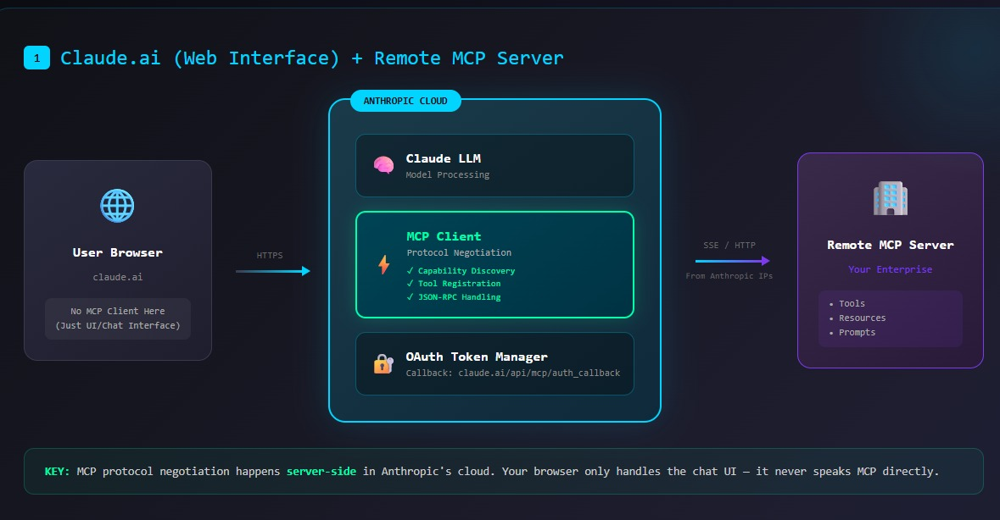 1 Claude.ai (Web Interface) + Remote MCP Server
ANTHROPIC CLOUD
User Browser
claude.ai
No MCP Client Here
(Just UI/Chat Interface)
HTTPS
Claude LLM
Model Processing
MCP Client
Protocol Negotiation
✓ Capability Discovery
✓ Tool Registration
✓ JSON-RPC Handling
OAuth Token Manager
Callback: claude.ai/api/mcp/auth_callback
SSE / HTTP
From Anthropic IPs
Remote MCP Server
Your Enterprise
• Tools
• Resources
• Prompts
KEY: MCP protocol negotiation happens server-side in Anthropic's cloud. Your browser only handles the chat UI — it never speaks MCP directly.